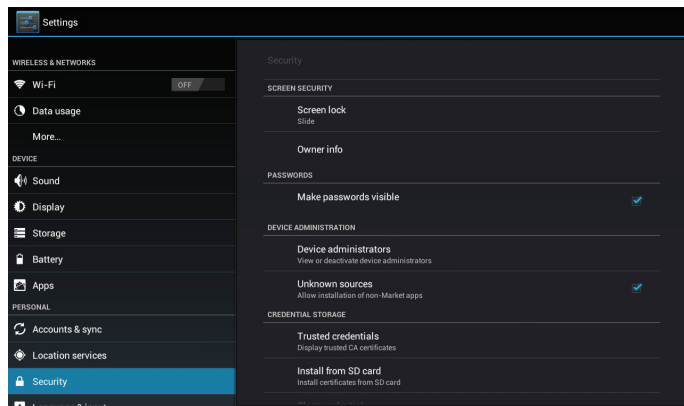 Settings
WIRELESS & NETWORKS
Wi-Fi
OFF
Data usage
More...
DEVICE
Sound
Display
Storage
Battery
Apps
PERSONAL
Accounts & sync
Location services
Security
Security
SCREEN SECURITY
Screen lock
Slide
Owner info
PASSWORDS
Make passwords visible
DEVICE ADMINISTRATION
Device administrators
View or deactivate device administrators
Unknown sources
Allow installation of non-Market apps
CREDENTIAL STORAGE
Trusted credentials
Display trusted CA certificates
Install from SD card
Install certificates from SD card